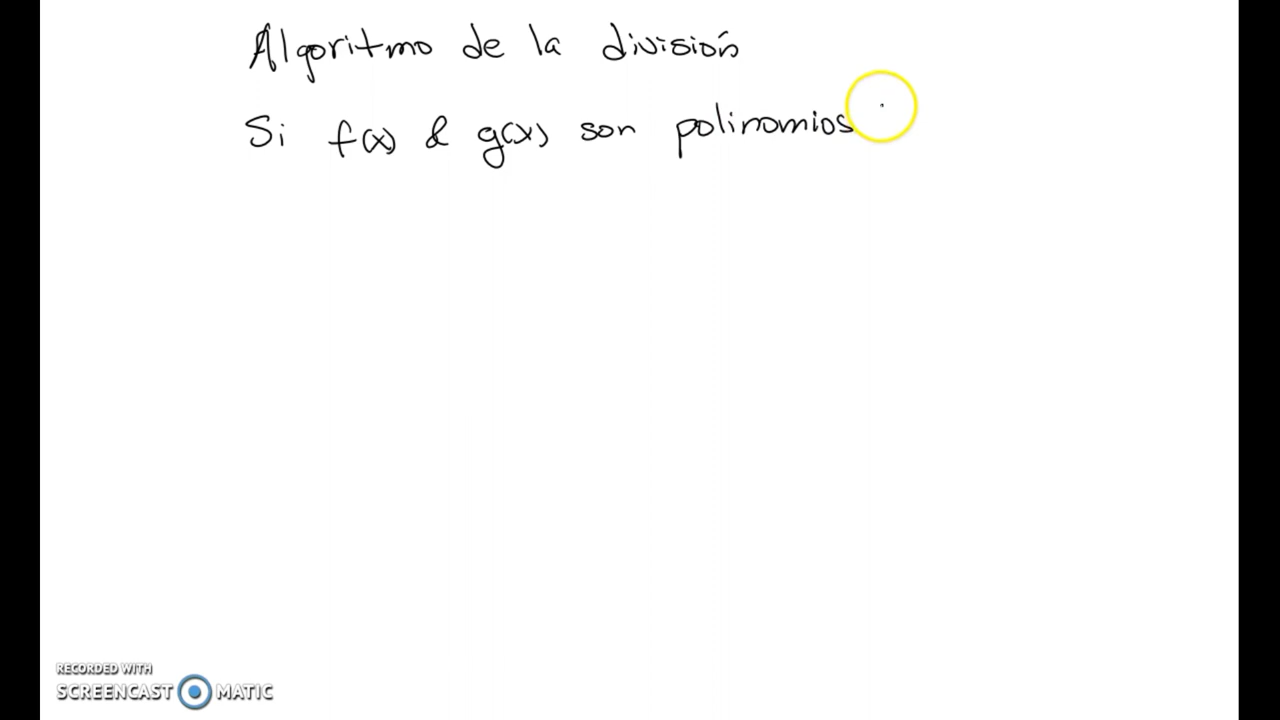 Algoritmo de la división
Si f(x) & g(x) son polinomios
RECORDED WITH
SCREENCAST MATIC